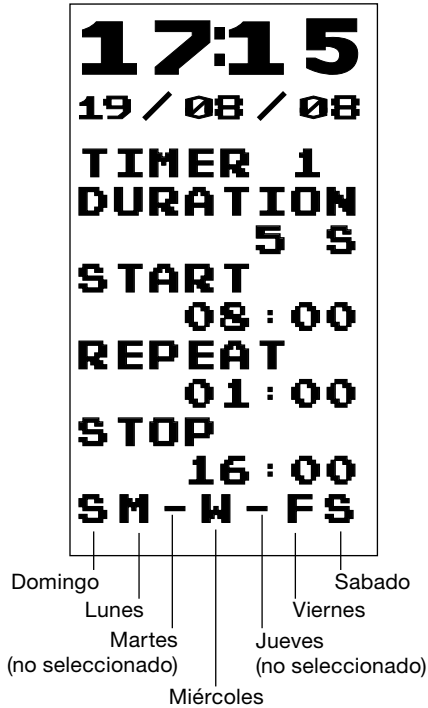 17:15
19/08/08
TIMER 1
DURATION
5 S
START
08:00
REPEAT
01:00
STOP
16:00
SM-W-FS
Domingo Sabado
Lunes Viernes
Martes Jueves
(no seleccionado) (no seleccionado)
Miércoles